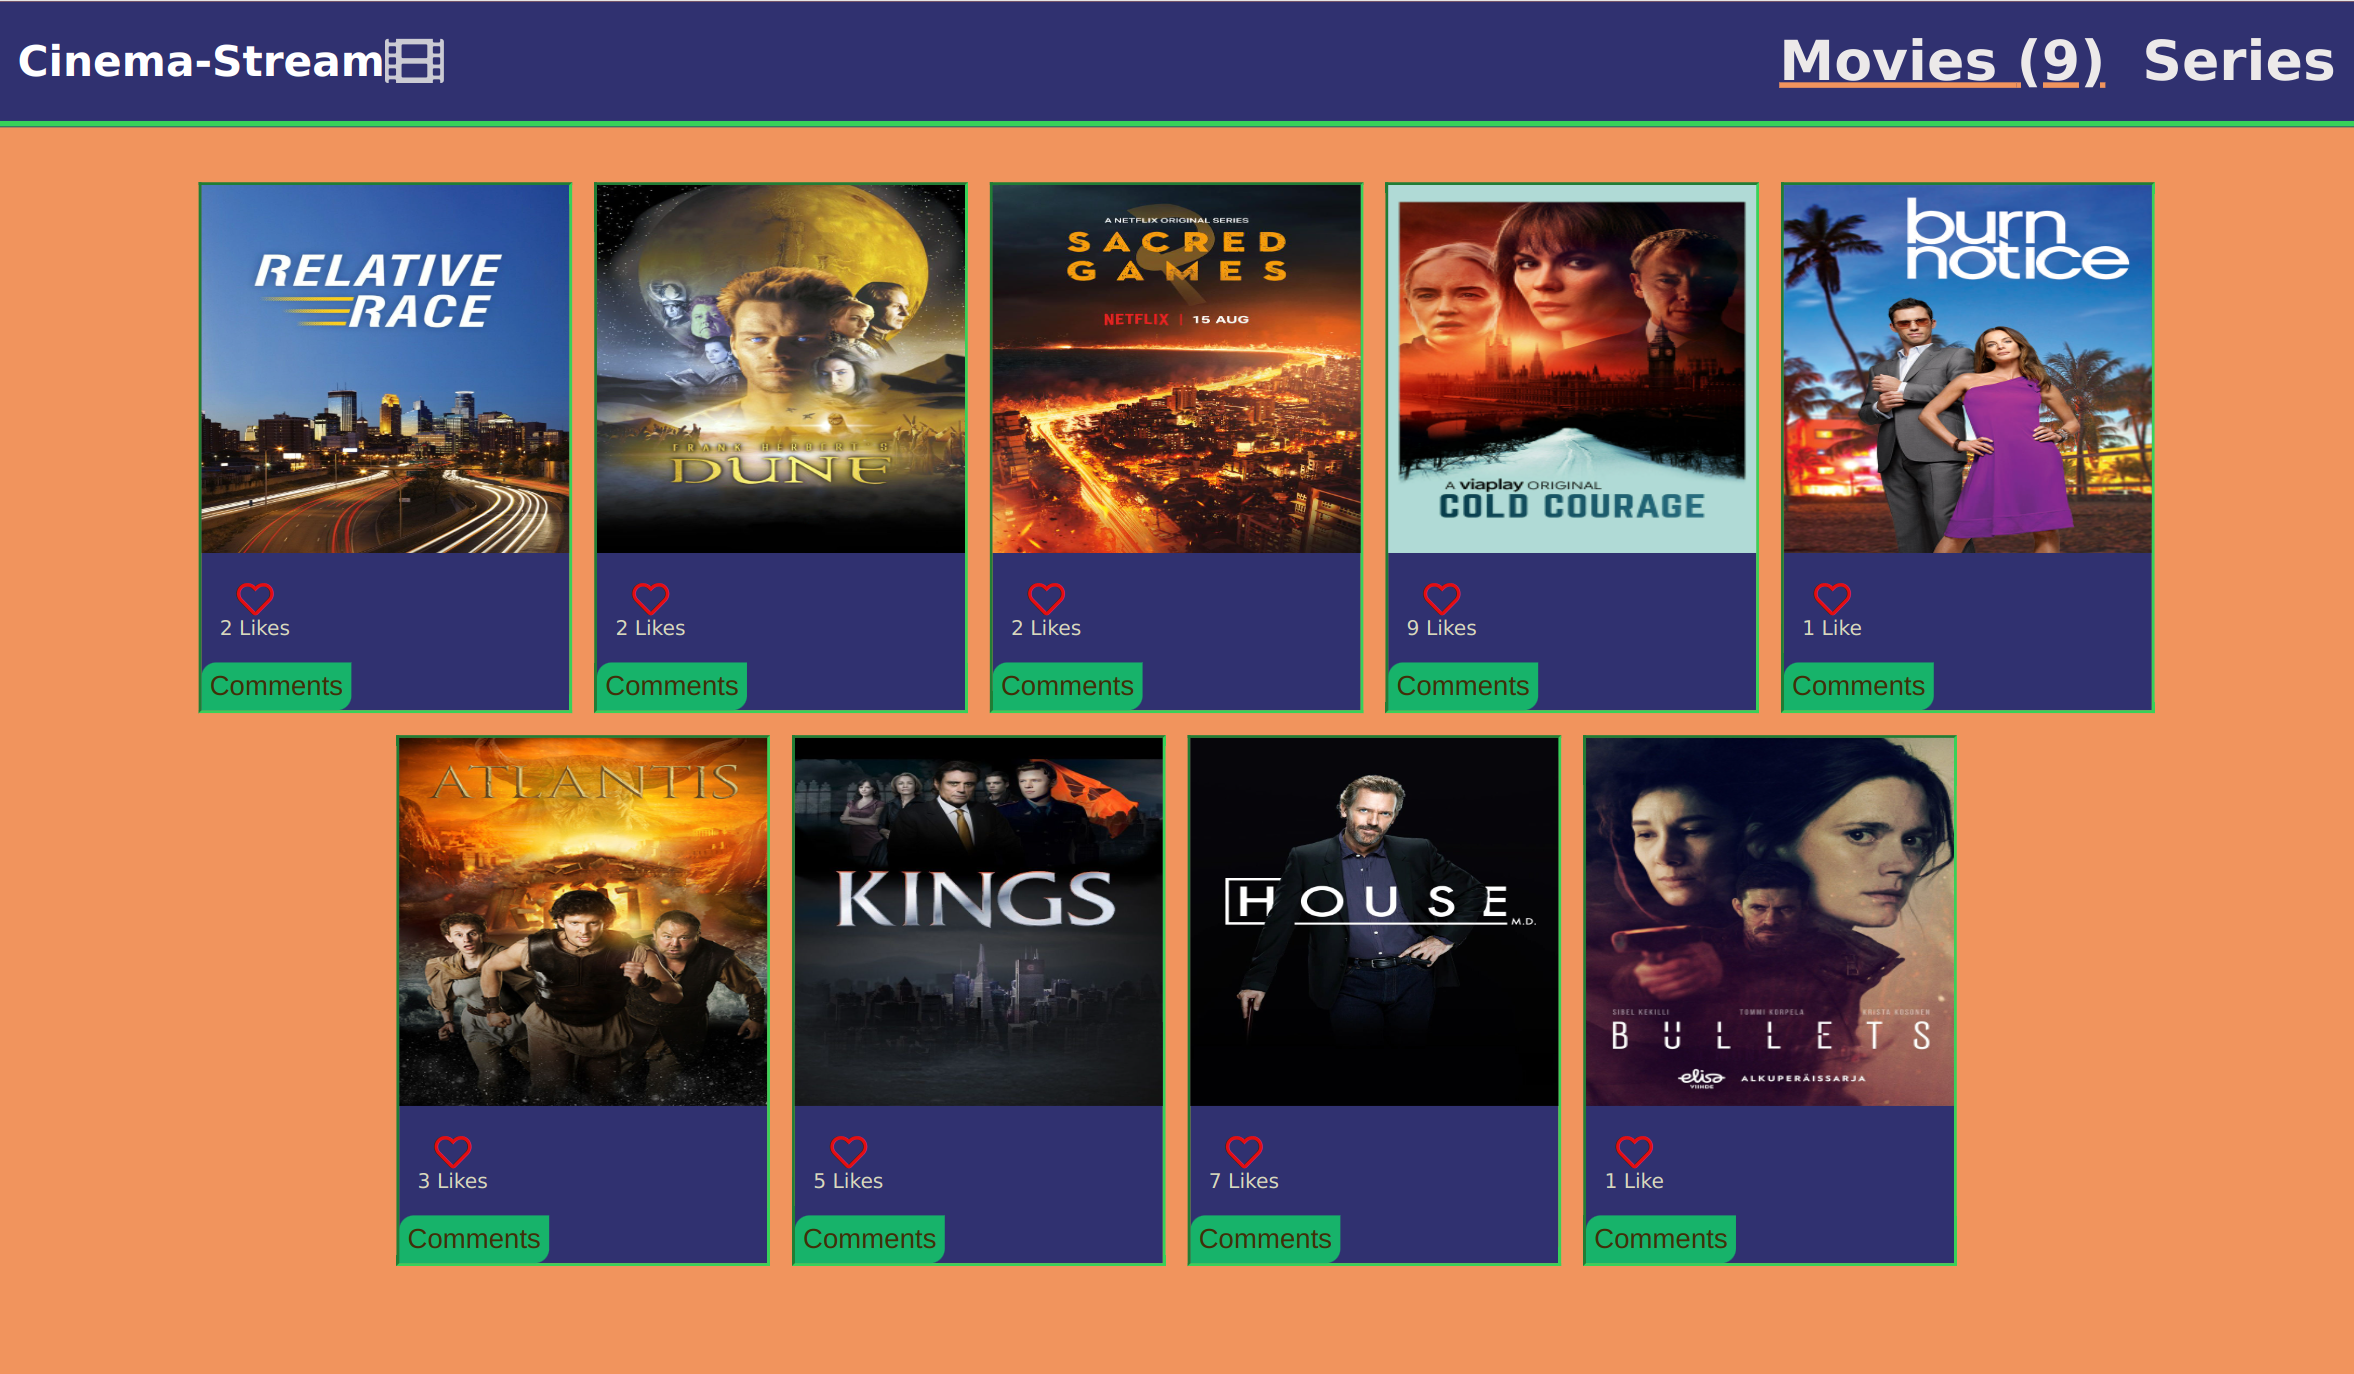 Cinema-Stream
Movies (9) Series
RELATIVE
RACE
2 Likes
Comments
FRANK HERBERT'S
DUNE
2 Likes
Comments
A NETFLIX ORIGINAL SERIES
SACRED
GAMES
NETFLIX | 15 AUG
2 Likes
Comments
A viaplay ORIGINAL
COLD COURAGE
9 Likes
Comments
burn
notice
1 Like
Comments
ATLANTIS
3 Likes
Comments
KINGS
5 Likes
Comments
HOUSE
M.D.
7 Likes
Comments
SIBEL KEKILLI TOMMI KORPELA KRISTA KOSONEN
BULLETS
elisa VIIHDE ALKUPERÄISSARJA
1 Like
Comments